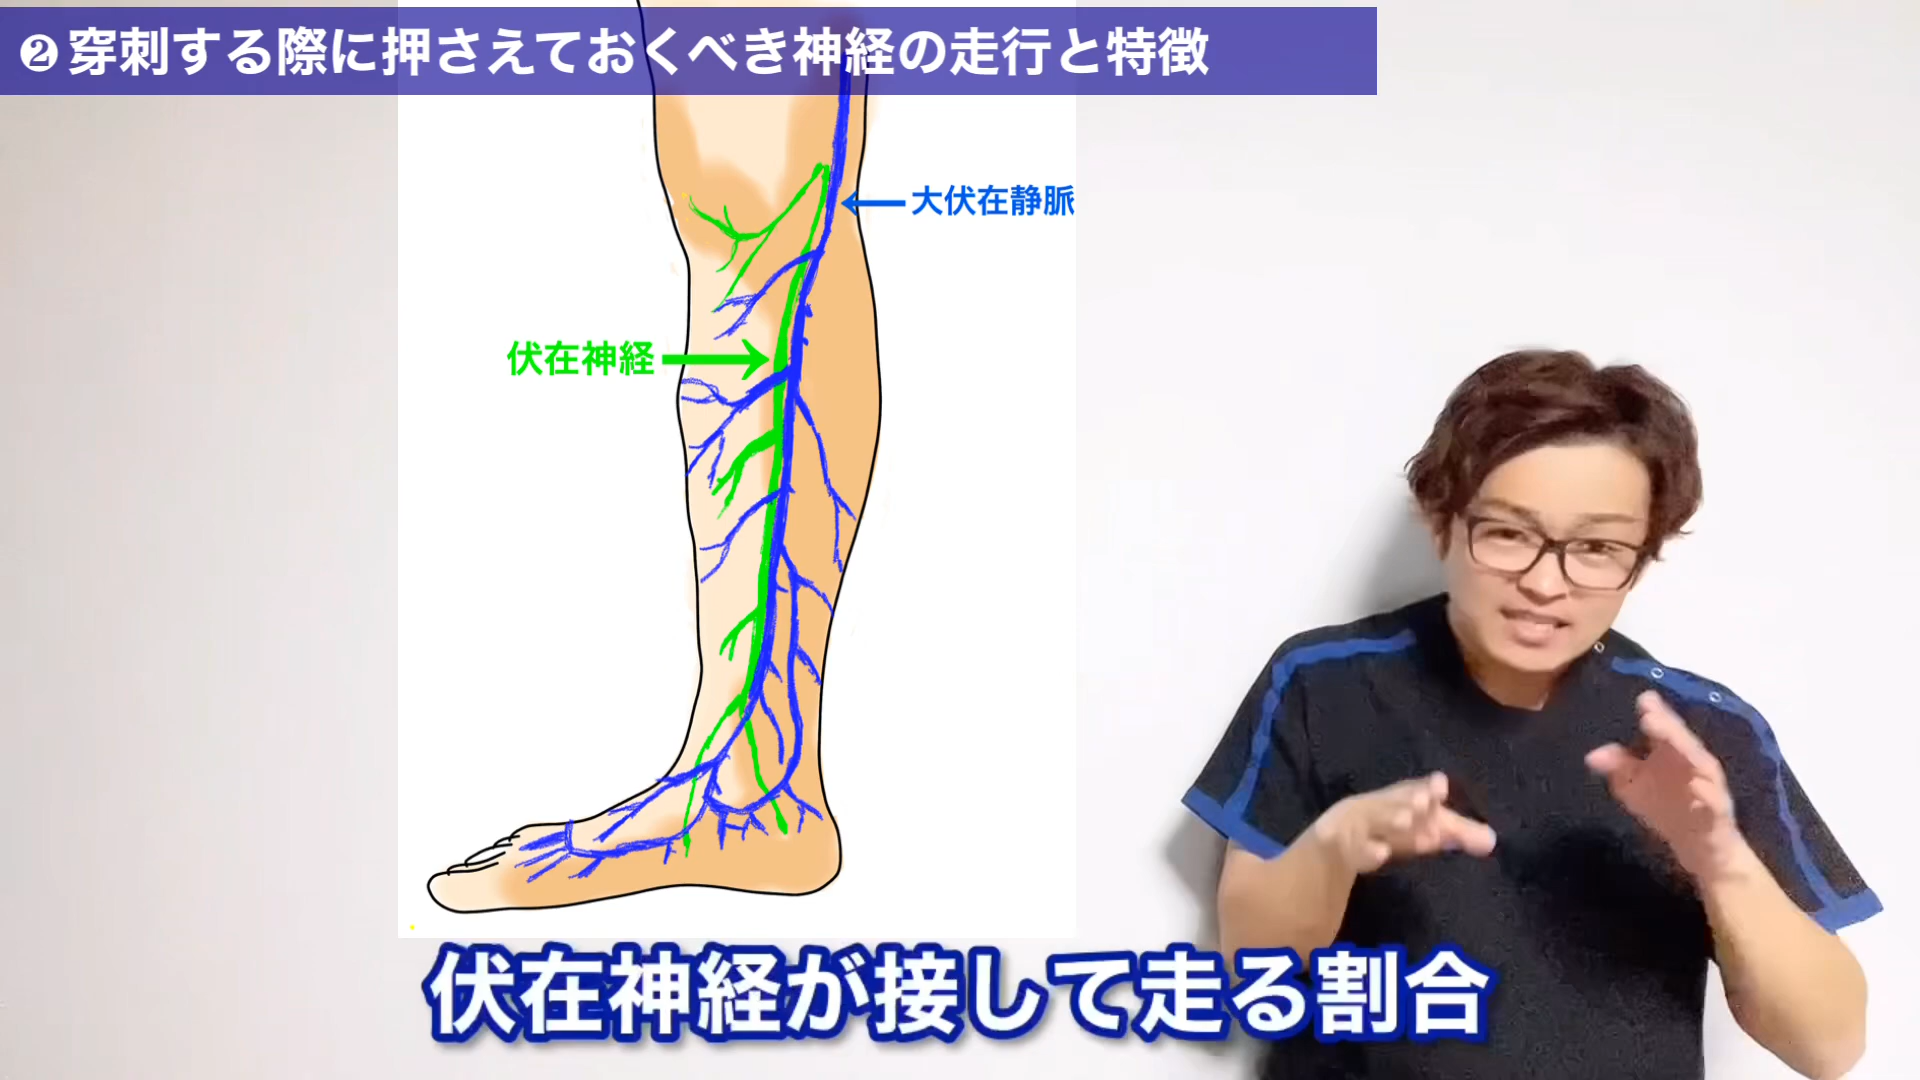 ❷穿刺する際に押さえておくべき神経の走行と特徴
大伏在静脈
伏在神経
伏在神経が接して走る割合